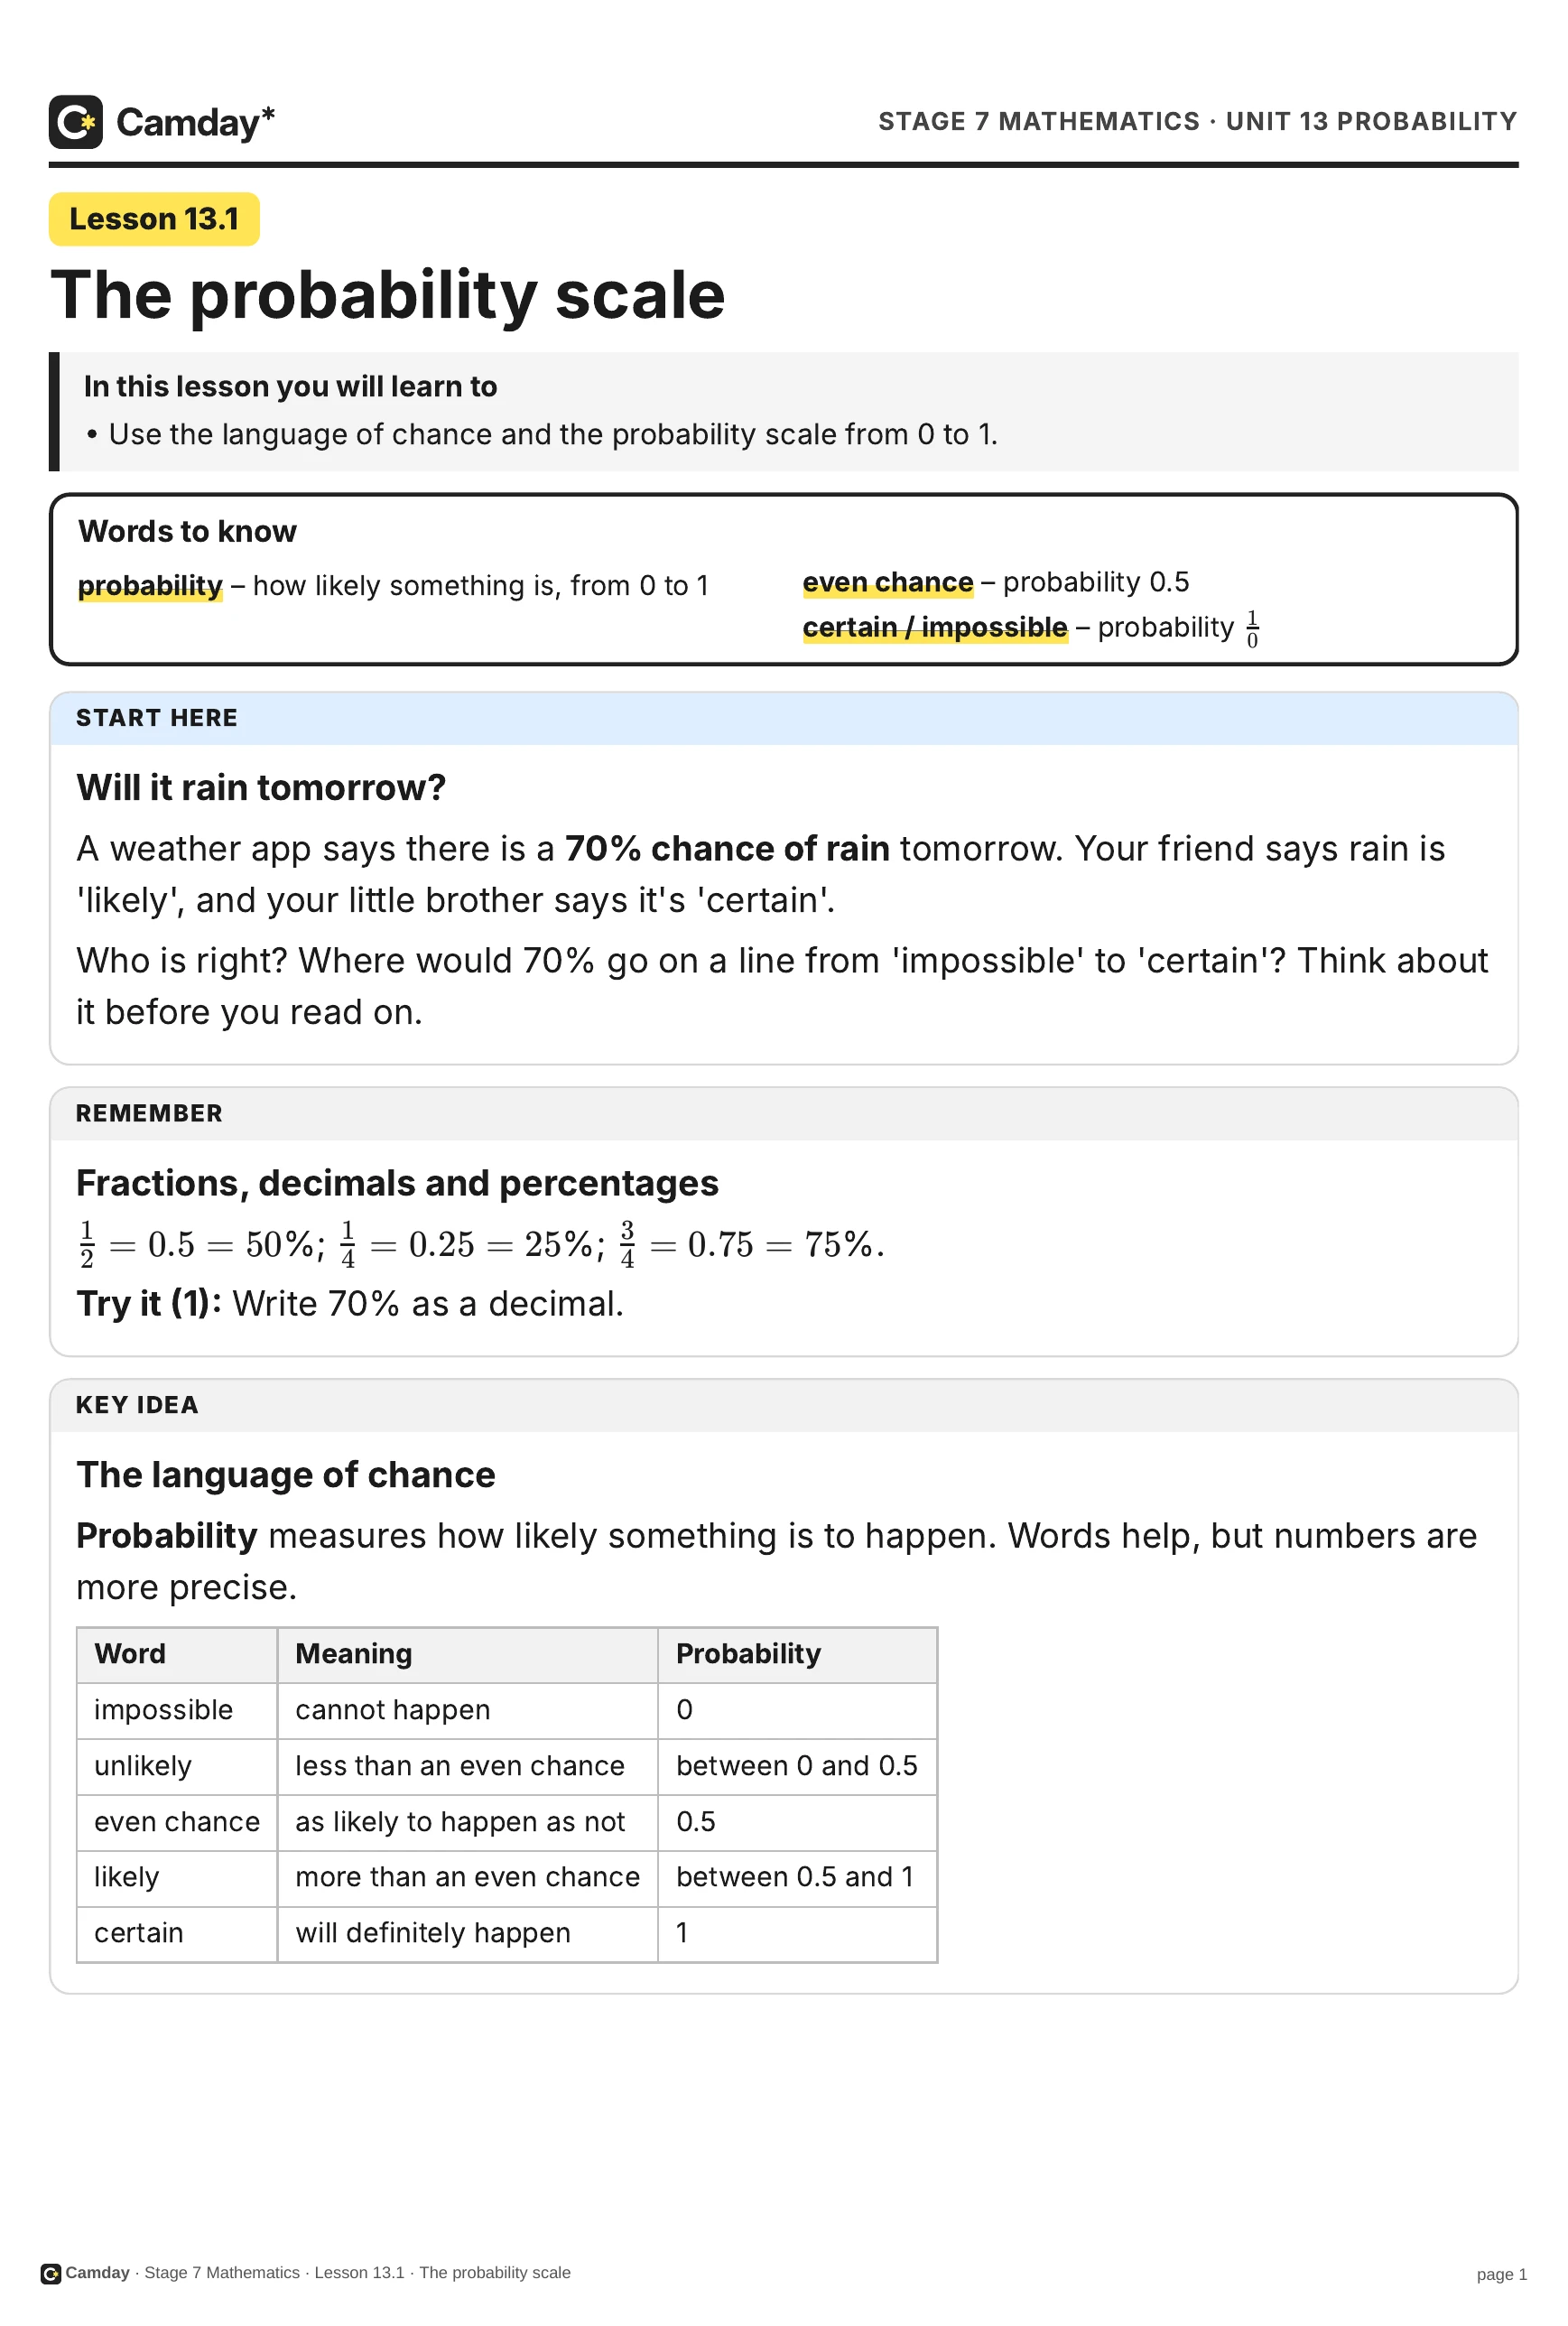 Camday*
STAGE 7 MATHEMATICS · UNIT 13 PROBABILITY
Lesson 13.1
The probability scale
In this lesson you will learn to
• Use the language of chance and the probability scale from 0 to 1.
Words to know
probability – how likely something is, from 0 to 1
even chance – probability 0.5
certain / impossible – probability 1/0
START HERE
Will it rain tomorrow?
A weather app says there is a 70% chance of rain tomorrow. Your friend says rain is
'likely', and your little brother says it's 'certain'.
Who is right? Where would 70% go on a line from 'impossible' to 'certain'? Think about
it before you read on.
REMEMBER
Fractions, decimals and percentages
1/2 = 0.5 = 50%; 1/4 = 0.25 = 25%; 3/4 = 0.75 = 75%.
Try it (1): Write 70% as a decimal.
KEY IDEA
The language of chance
Probability measures how likely something is to happen. Words help, but numbers are
more precise.
Word Meaning Probability
impossible cannot happen 0
unlikely less than an even chance between 0 and 0.5
even chance as likely to happen as not 0.5
likely more than an even chance between 0.5 and 1
certain will definitely happen 1
Camday · Stage 7 Mathematics · Lesson 13.1 · The probability scale
page 1